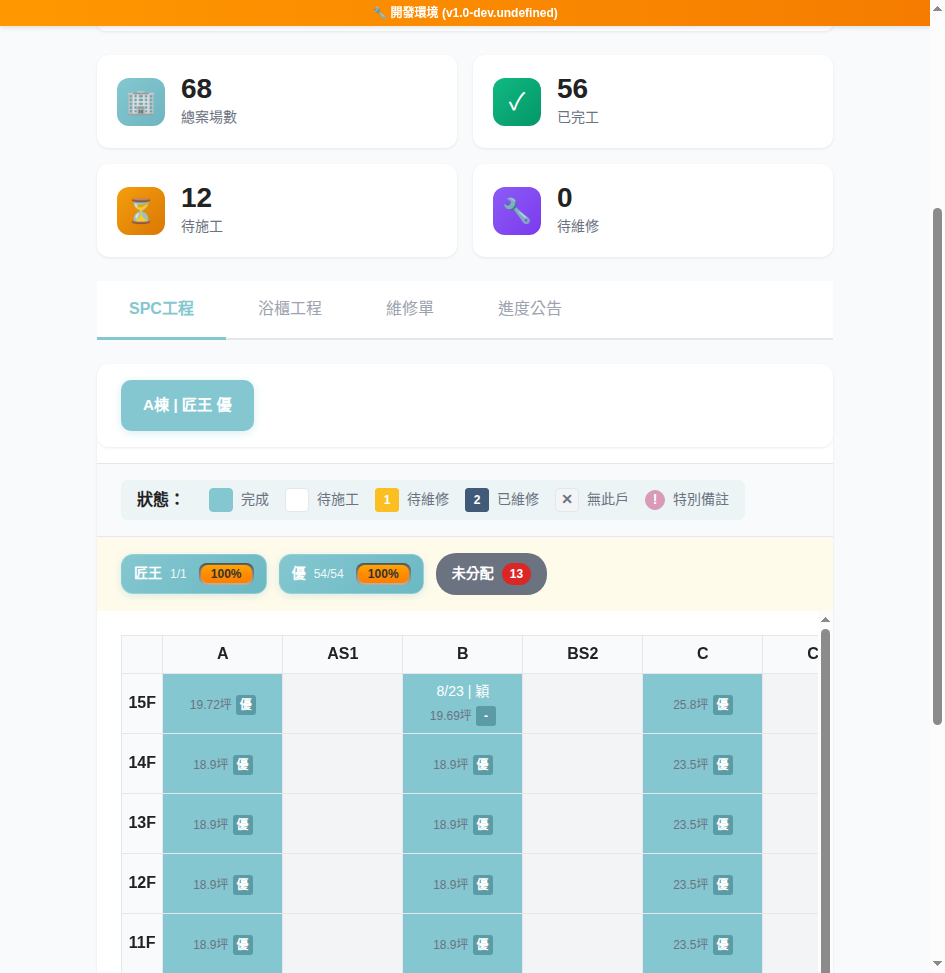 🔧 開發環境 (v1.0-dev.undefined)
68
總案場數
56
已完工
12
待施工
0
待維修
SPC工程 浴櫃工程 維修單 進度公告
A棟 | 匠王 優
狀態： 完成 待施工 1 待維修 2 已維修 ✕ 無此戶 ! 特別備註
匠王 1/1 100% 優 54/54 100% 未分配 13
A AS1 B BS2 C C
15F 19.72坪 優 8/23 | 穎 19.69坪 - 25.8坪 優
14F 18.9坪 優 18.9坪 優 23.5坪 優
13F 18.9坪 優 18.9坪 優 23.5坪 優
12F 18.9坪 優 18.9坪 優 23.5坪 優
11F 18.9坪 優 18.9坪 優 23.5坪 優